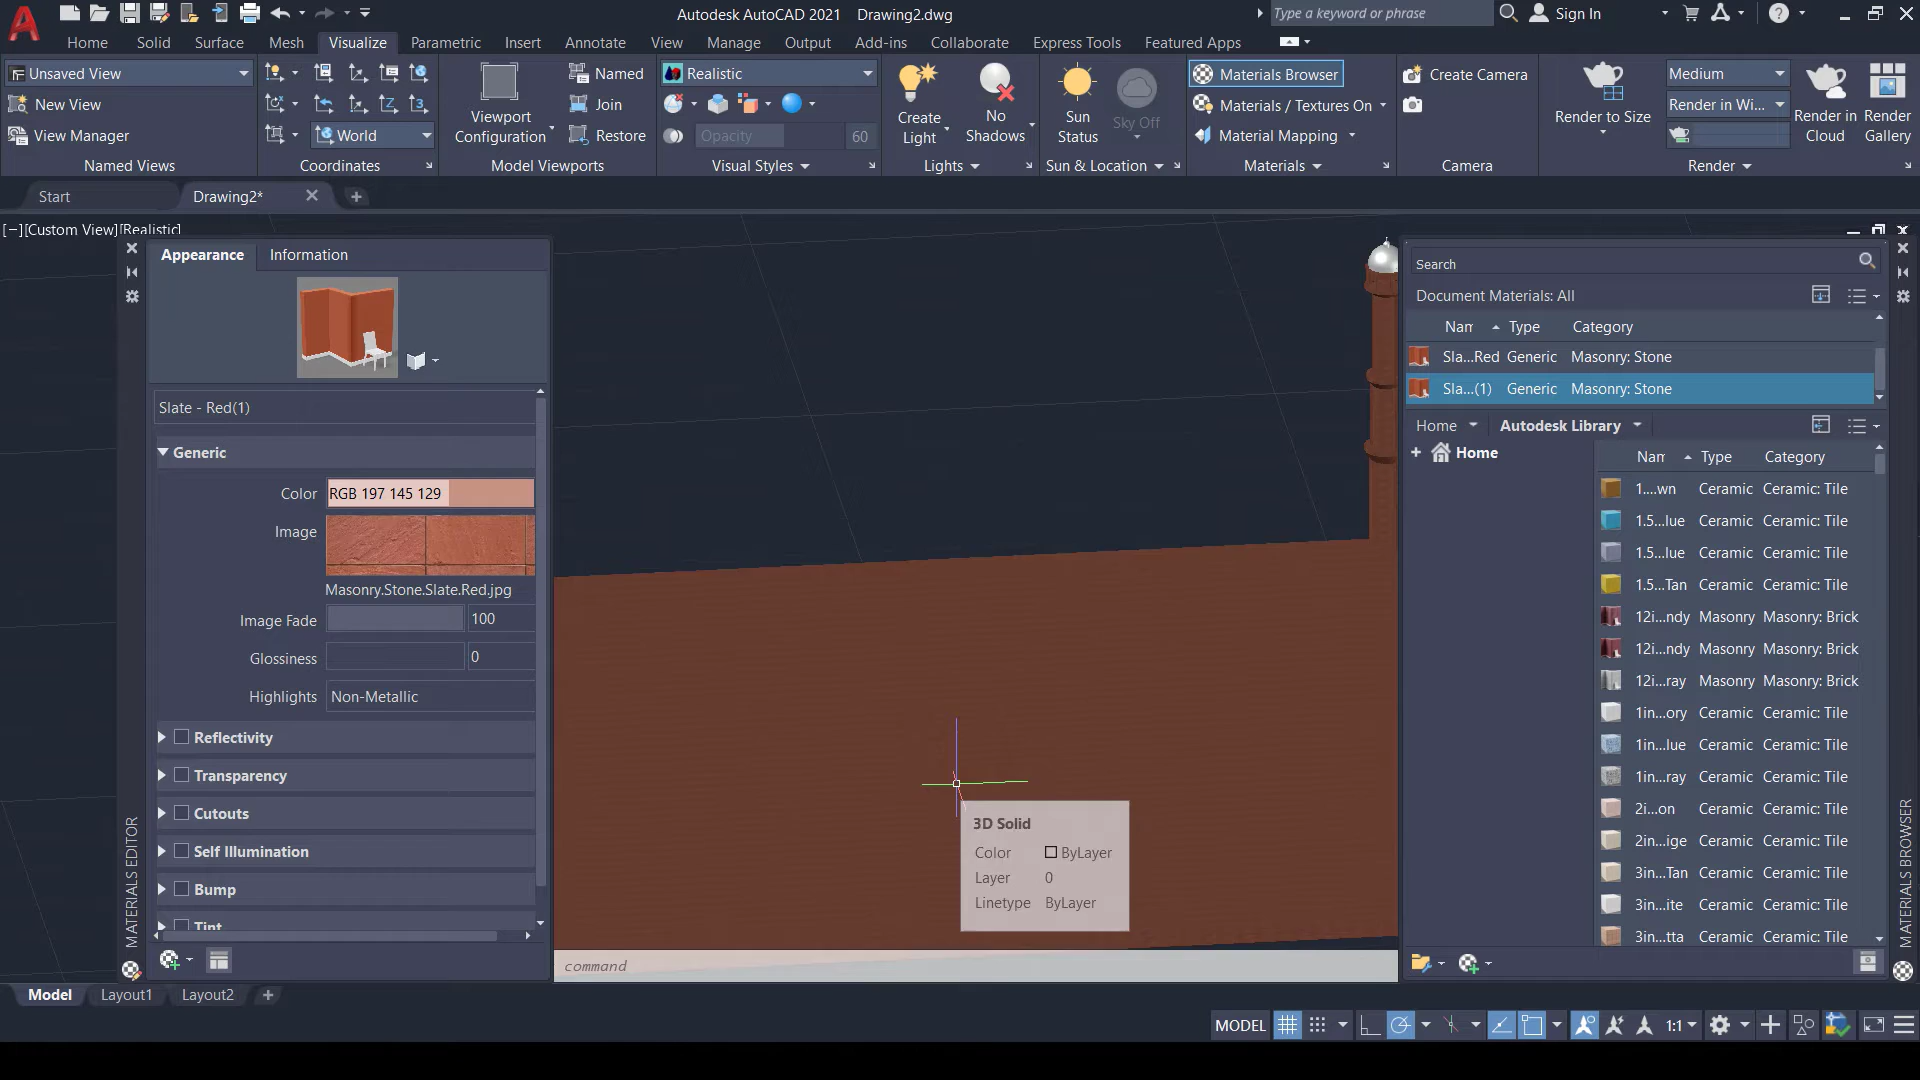 Autodesk AutoCAD 2021 Drawing2.dwg
Type a keyword or phrase
Sign In
Home Solid Surface Mesh Visualize Parametric Insert Annotate View Manage Output Add-ins Collaborate Express Tools Featured Apps
Unsaved View
New View
View Manager
Named Views
World
Coordinates
Viewport
Configuration
Named
Join
Restore
Model Viewports
Realistic
Opacity 60
Visual Styles
Create
Light
No
Shadows
Lights
Sun
Status
Sky Off
Sun & Location
Materials Browser
Materials / Textures On
Material Mapping
Materials
Create Camera
Camera
Render to Size
Medium
Render in Wi...
Render in
Cloud
Render
Gallery
Render
Start Drawing2*
[−][Custom View][Realistic]
Appearance Information
Slate - Red(1)
Generic
Color RGB 197 145 129
Image
Masonry.Stone.Slate.Red.jpg
Image Fade 100
Glossiness 0
Highlights Non-Metallic
Reflectivity
Transparency
Cutouts
Self Illumination
Bump
Tint
MATERIALS EDITOR
3D Solid
Color ByLayer
Layer 0
Linetype ByLayer
command
Search
Document Materials: All
Nar Type Category
Sla...Red Generic Masonry: Stone
Sla...(1) Generic Masonry: Stone
Home Autodesk Library
Home
Nar Type Category
1....wn Ceramic Ceramic: Tile
1.5...lue Ceramic Ceramic: Tile
1.5...lue Ceramic Ceramic: Tile
1.5...Tan Ceramic Ceramic: Tile
12i...ndy Masonry Masonry: Brick
12i...ndy Masonry Masonry: Brick
12i...ray Masonry Masonry: Brick
1in...ory Ceramic Ceramic: Tile
1in...lue Ceramic Ceramic: Tile
1in...ray Ceramic Ceramic: Tile
2i...on Ceramic Ceramic: Tile
2in...ige Ceramic Ceramic: Tile
3in...Tan Ceramic Ceramic: Tile
3in...ite Ceramic Ceramic: Tile
3in...tta Ceramic Ceramic: Tile
MATERIALS BROWSER
Model Layout1 Layout2
MODEL 1:1